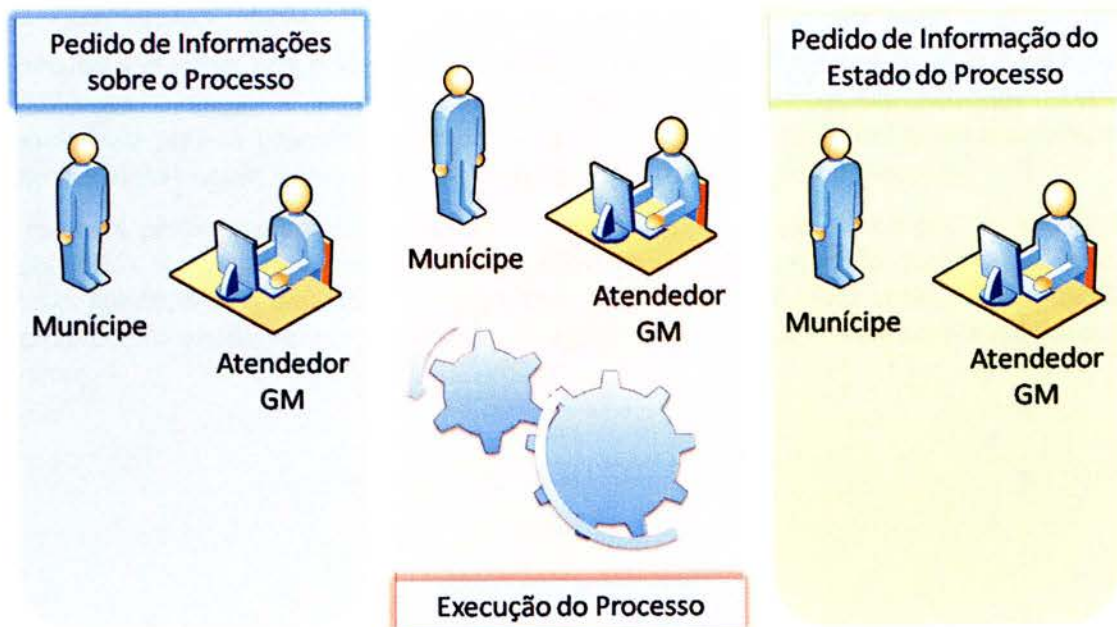 Pedido de Informações
sobre o Processo
Munícipe
Atendedor
GM
Munícipe
Atendedor
GM
Execução do Processo
Pedido de Informação do
Estado do Processo
Munícipe
Atendedor
GM